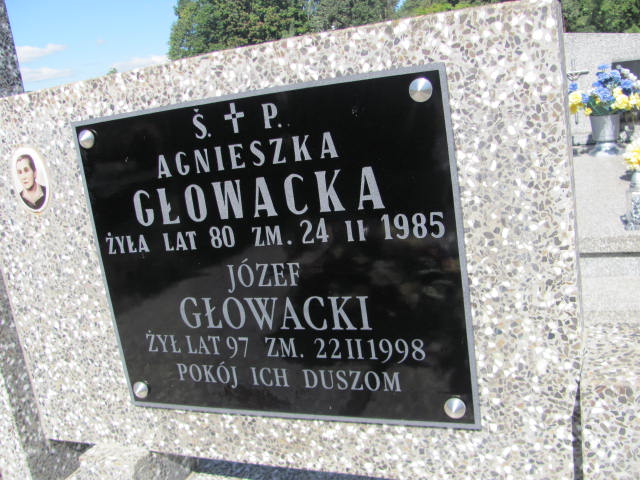 Ś. ✝ P.
AGNIESZKA
GŁOWACKA
ŻYŁA LAT 80 ZM. 24 II 1985
JÓZEF
GŁOWACKI
ŻYŁ LAT 97 ZM. 22 II 1998
POKÓJ ICH DUSZOM